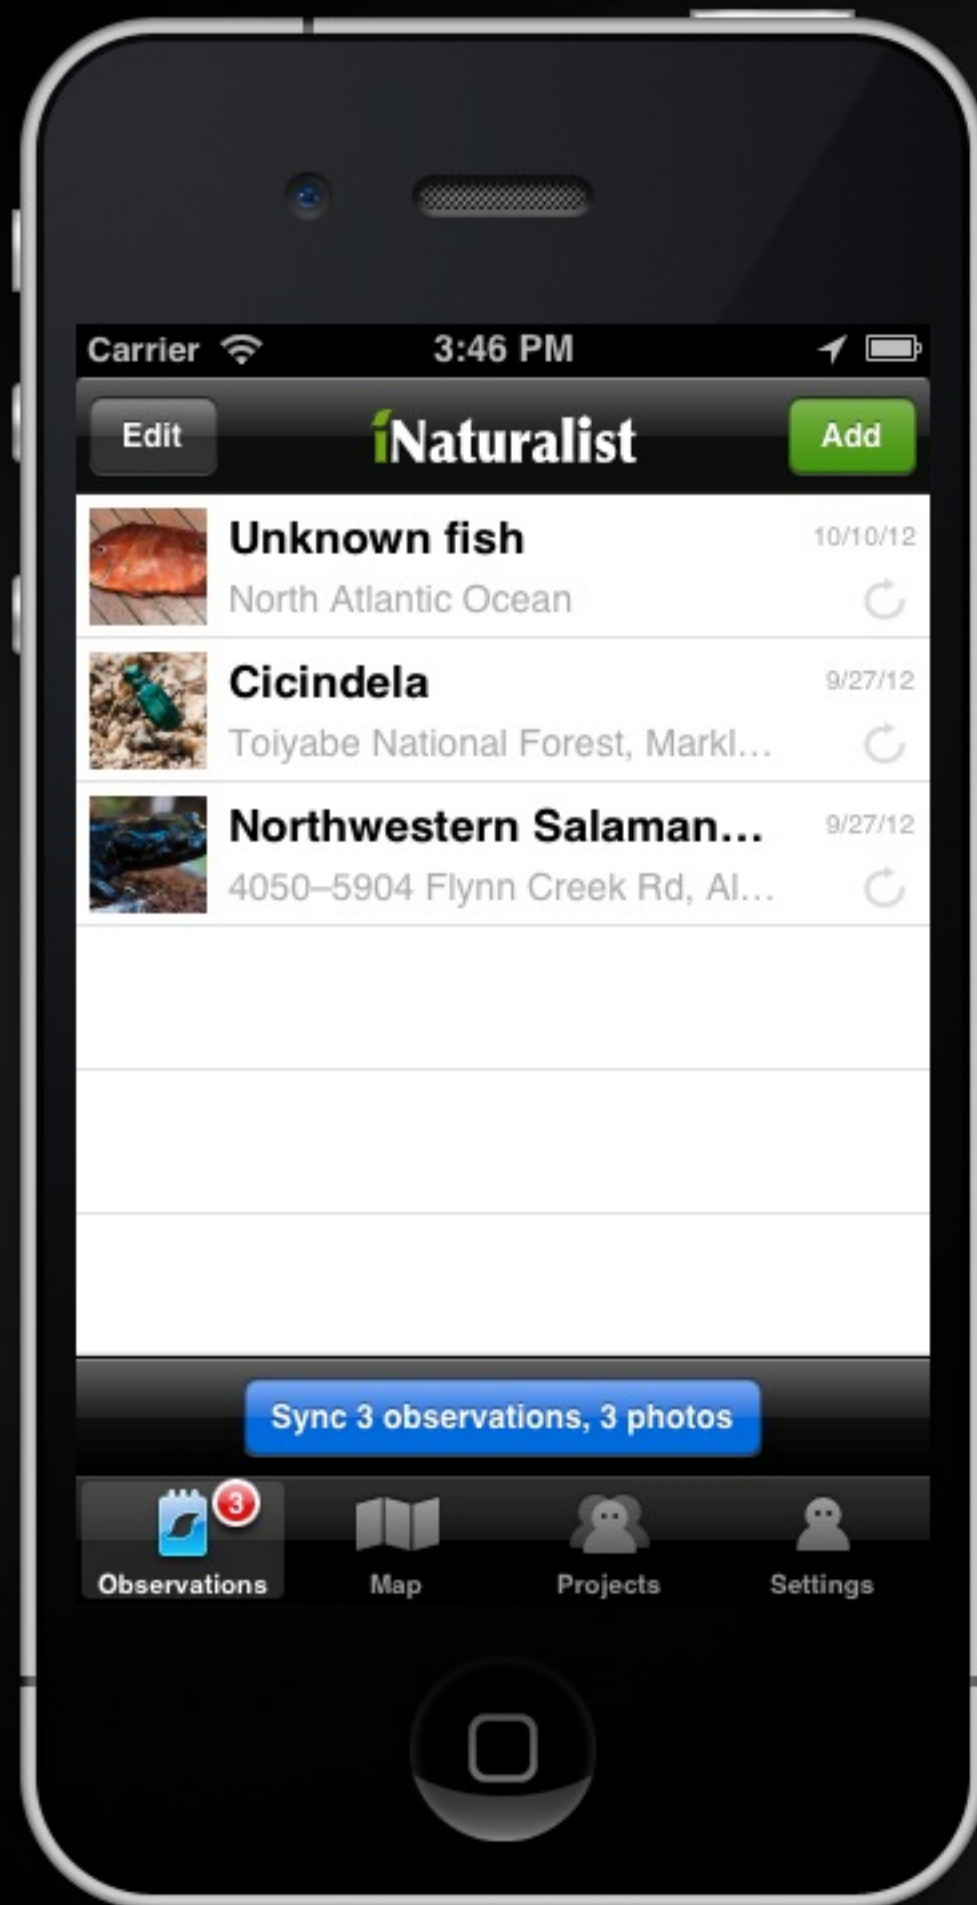 Carrier 3:46 PM
Edit iNaturalist Add
Unknown fish 10/10/12
North Atlantic Ocean
Cicindela 9/27/12
Toiyabe National Forest, Markl...
Northwestern Salaman... 9/27/12
4050–5904 Flynn Creek Rd, Al...
Sync 3 observations, 3 photos
3
Observations Map Projects Settings